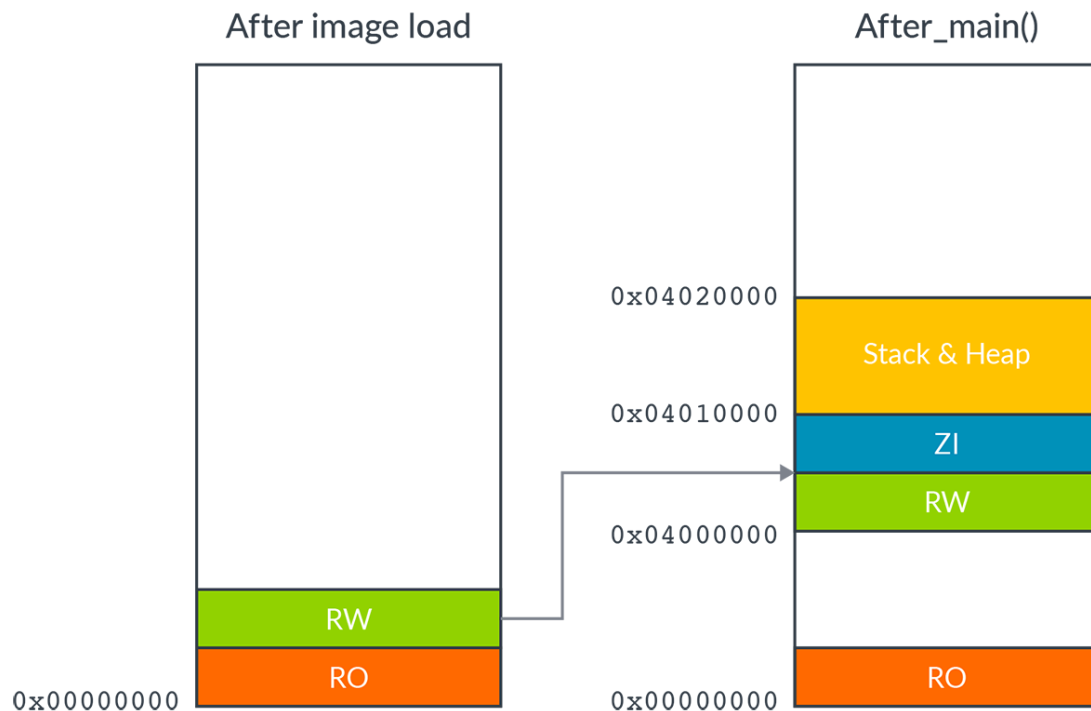 After image load
RW
RO
0x00000000
After_main()
0x04020000
Stack & Heap
0x04010000
ZI
RW
0x04000000
RO
0x00000000